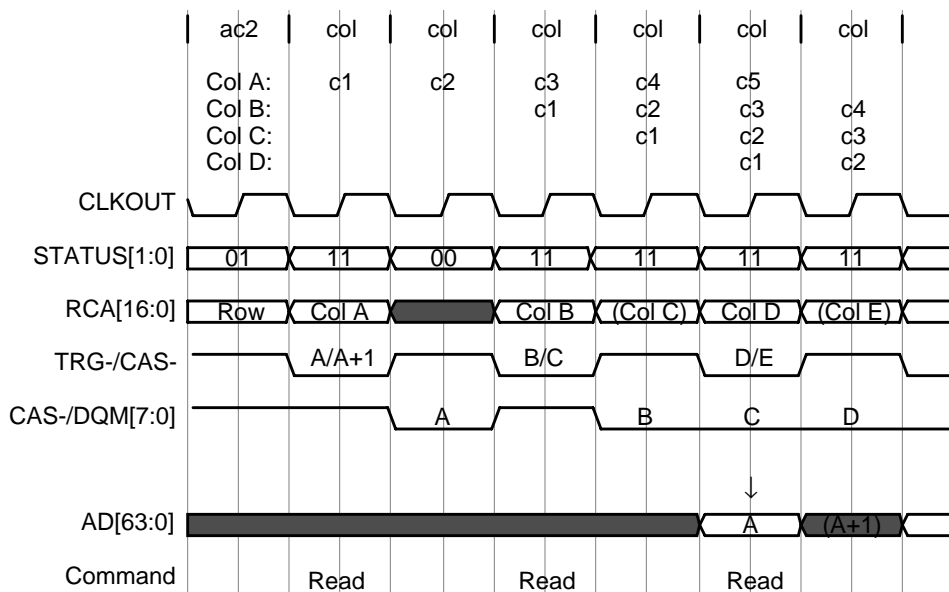 ac2 col col col col col col
Col A: c1 c2 c3 c4 c5
Col B: c1 c2 c3 c4
Col C: c1 c2 c3
Col D: c1 c2
CLKOUT
STATUS[1:0] 01 11 00 11 11 11 11
RCA[16:0] Row Col A Col B (Col C) Col D (Col E)
TRG-/CAS- A/A+1 B/C D/E
CAS-/DQM[7:0] A B C D
AD[63:0] A (A+1)
Command Read Read Read